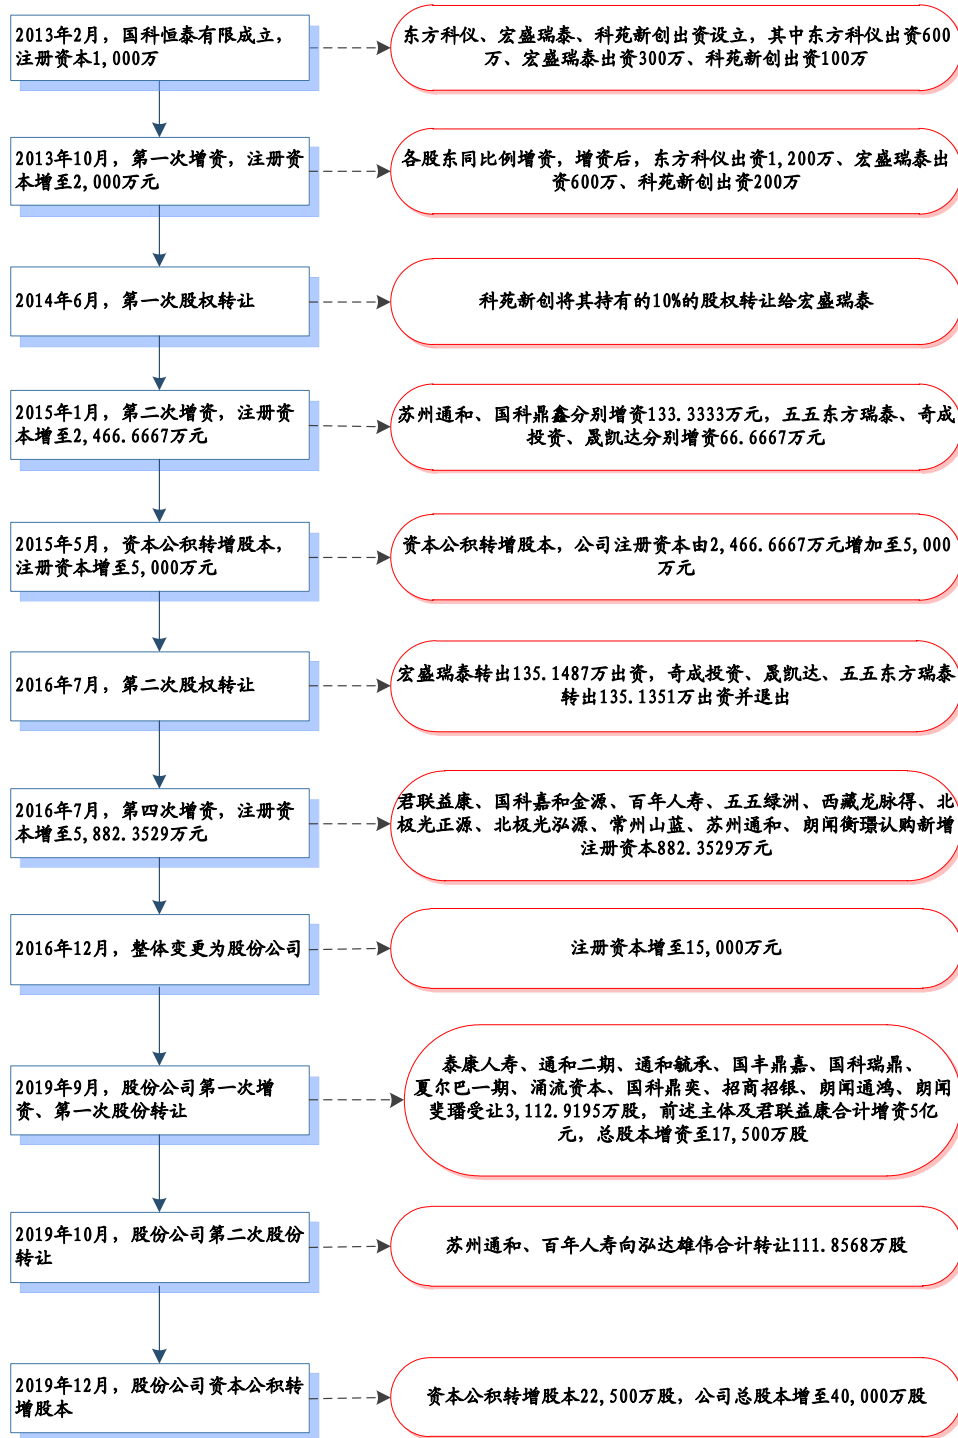 2013年2月，国科恒泰有限成立，
注册资本1,000万
东方科仪、宏盛瑞泰、科苑新创出资设立，其中东方科仪出资600
万、宏盛瑞泰出资300万、科苑新创出资100万
2013年10月，第一次增资，注册资
本增至2,000万元
各股东同比例增资，增资后，东方科仪出资1,200万、宏盛瑞泰出
资600万、科苑新创出资200万
2014年6月，第一次股权转让
科苑新创将其持有的10%的股权转让给宏盛瑞泰
2015年1月，第二次增资，注册资
本增至2,466.6667万元
苏州通和、国科鼎鑫分别增资133.3333万元，五五东方瑞泰、奇成
投资、晟凯达分别增资66.6667万元
2015年5月，资本公积转增股本，
注册资本增至5,000万元
资本公积转增股本，公司注册资本由2,466.6667万元增加至5,000
万元
2016年7月，第二次股权转让
宏盛瑞泰转出135.1487万出资，奇成投资、晟凯达、五五东方瑞泰
转出135.1351万出资并退出
2016年7月，第四次增资，注册资
本增至5,882.3529万元
君联益康、国科嘉和金源、百年人寿、五五绿洲、西藏龙脉得、北
极光正源、北极光泓源、常州山蓝、苏州通和、朗闻衡璟认购新增
注册资本882.3529万元
2016年12月，整体变更为股份公司
注册资本增至15,000万元
2019年9月，股份公司第一次增
资、第一次股份转让
泰康人寿、通和二期、通和毓承、国丰鼎嘉、国科瑞鼎、
夏尔巴一期、涌流资本、国科鼎奕、招商招银、朗闻通鸿、朗闻
斐璠受让3,112.9195万股，前述主体及君联益康合计增资5亿
元，总股本增资至17,500万股
2019年10月，股份公司第二次股份
转让
苏州通和、百年人寿向泓达雄伟合计转让111.8568万股
2019年12月，股份公司资本公积转
增股本
资本公积转增股本22,500万股，公司总股本增至40,000万股